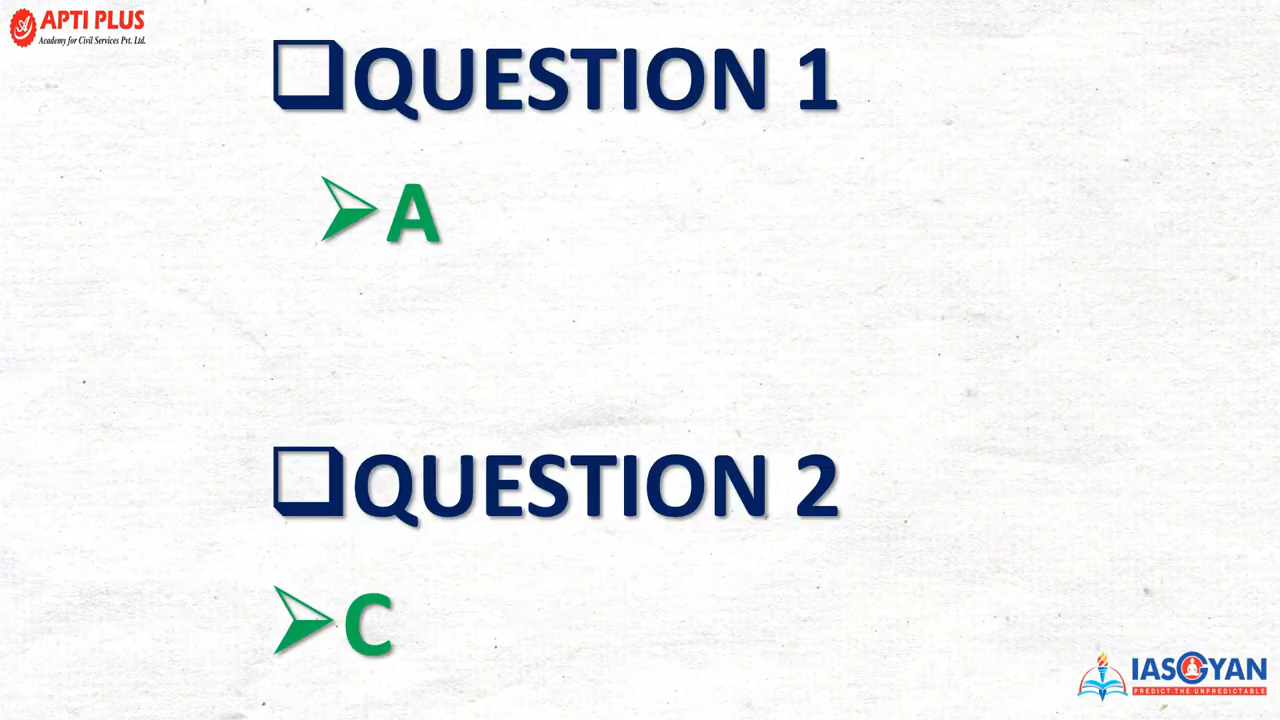 APTI PLUS
Academy for Civil Services Pvt. Ltd.
QUESTION 1
A
QUESTION 2
C
IASGYAN
PREDICT THE UNPREDICTABLE